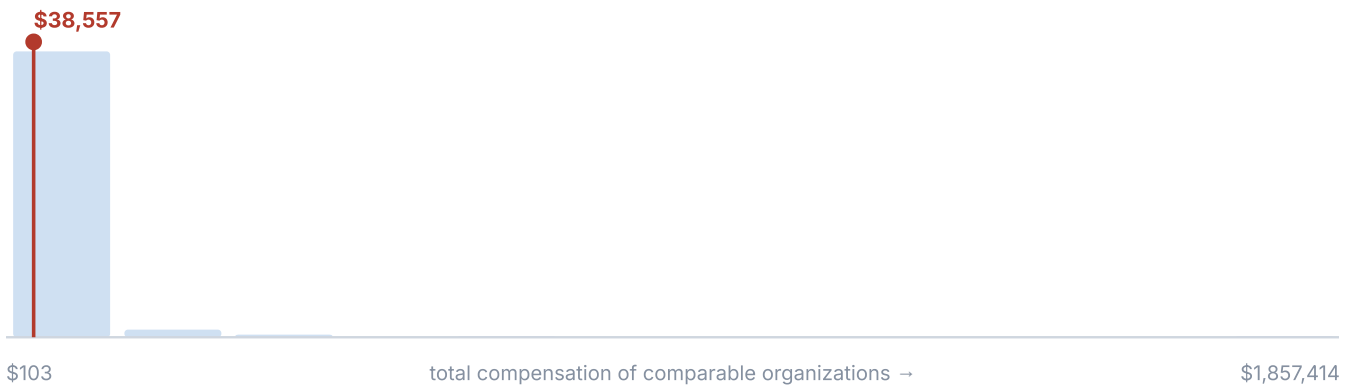 $38,557
$103
total compensation of comparable organizations →
$1,857,414